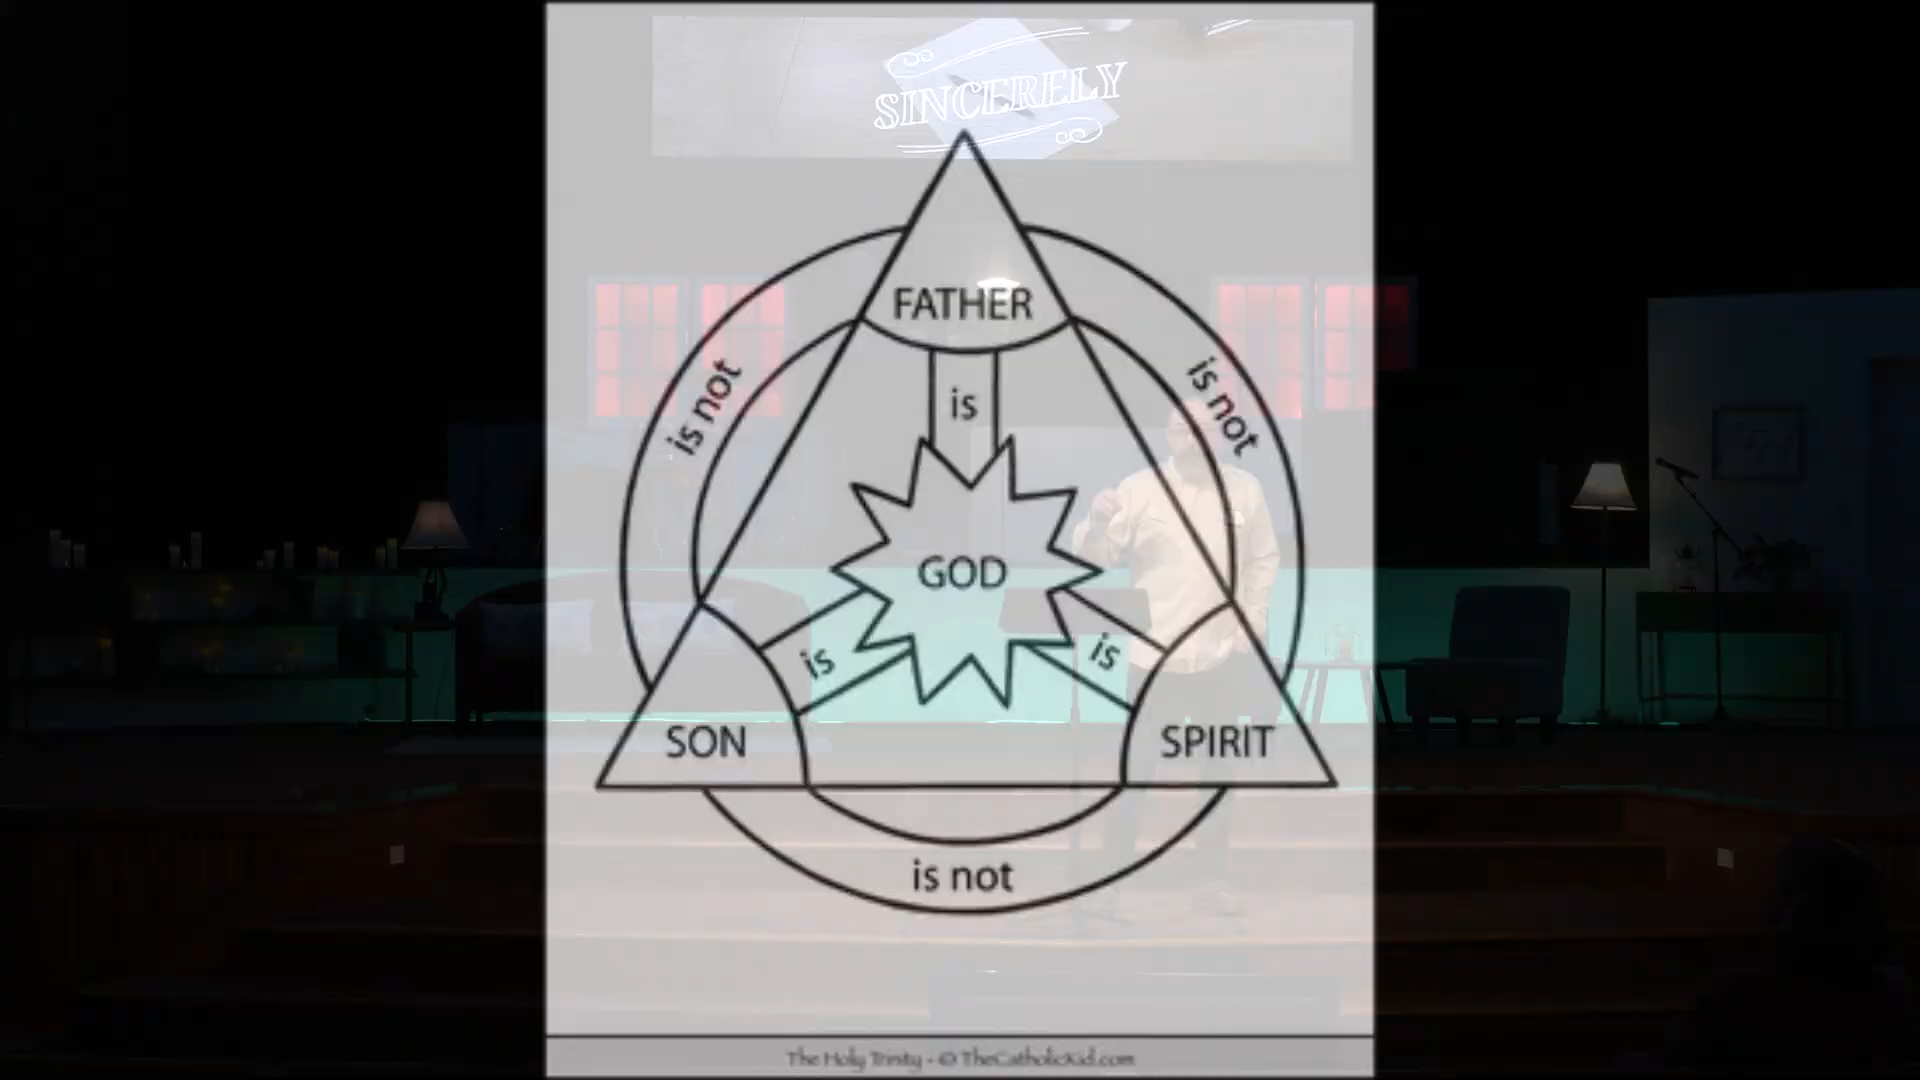 SINCERELY
FATHER
is not
is not
is
GOD
is
is
SON
SPIRIT
is not
The Holy Trinity - © TheCatholicKid.com